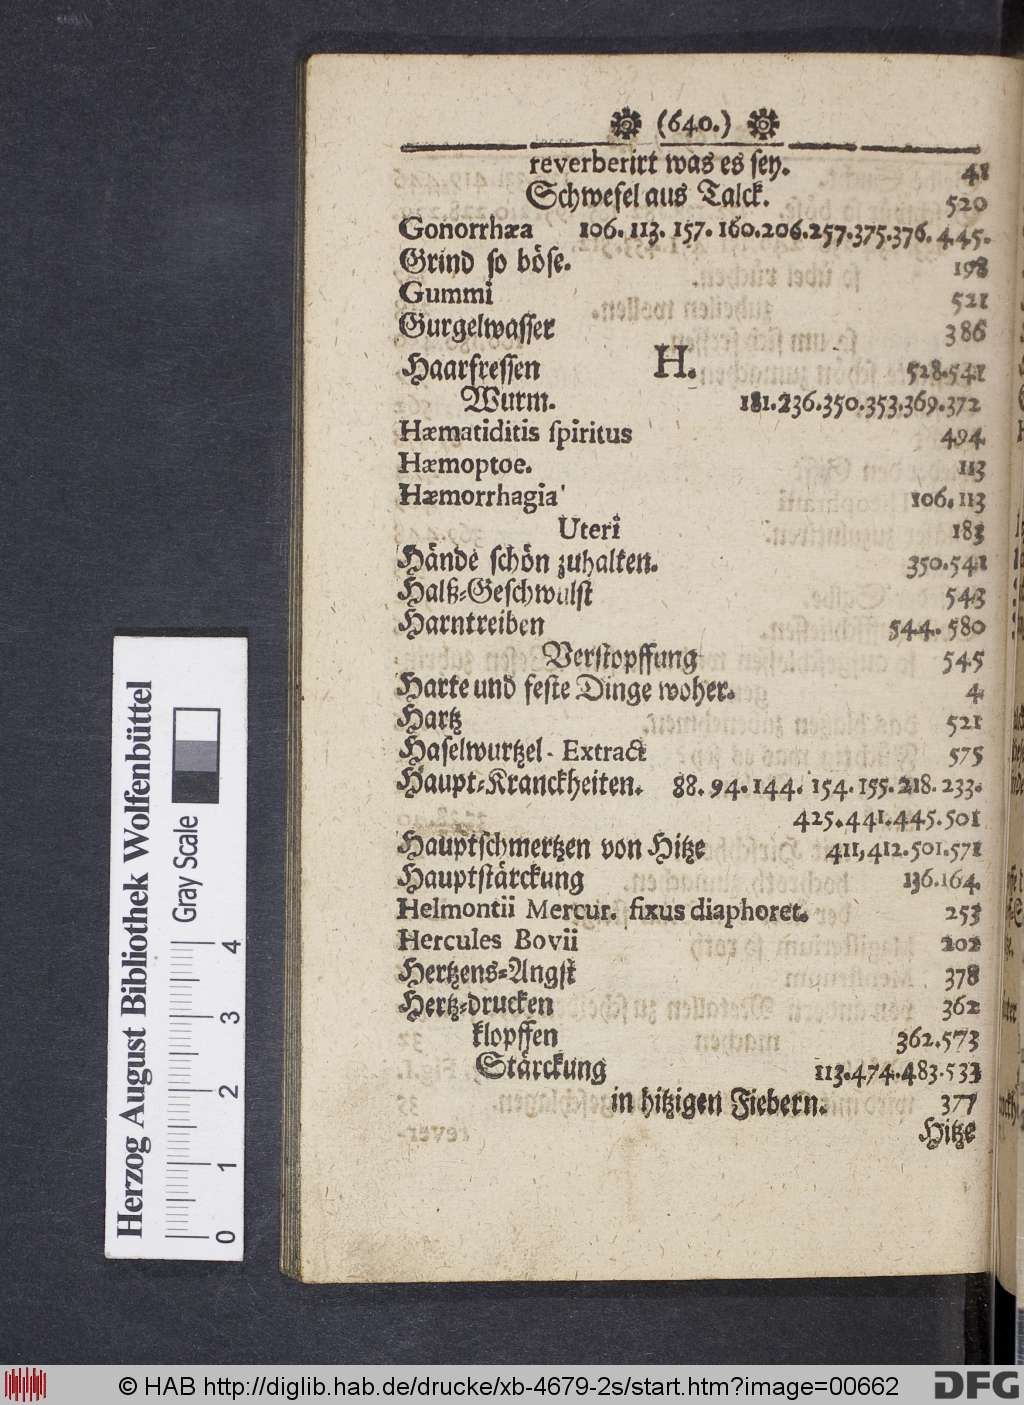 (640.)
reverberirt was es sey. 41
Schwefel aus Talck. 520
Gonorrhæa 106. 113. 157. 160.206.257.375.376. 445.
Grind so böse. 198
Gummi 521
Gurgelwasser 386
H.
Haarfressen 528.541
Wurm. 181.236.350.353.369.372
Hæmatiditis spiritus 494.
Hæmoptoe. 113
Hæmorrhagia 106.113
Uteri 183
Hände schön zuhalten. 350.541
Halß-Geschwulst 543
Harntreiben 544. 580
Verstopffung 545
Harte und feste Dinge woher. 4.
Hartz 521
Haselwurtzel-Extract 575
Haupt-Kranckheiten. 88. 94. 144. 154. 155. 218. 233.
425.441.445.501
Hauptschmertzen von Hitze 411,412.501.571
Hauptstärckung 136.164.
Helmontii Mercur. fixus diaphoret. 253
Hercules Bovii 202
Hertzens-Angst 378
Hertz-drucken 362
klopffen 362.573
Stärckung 113.474.483.533
in hitzigen Fiebern. 377
Hitze
Herzog August Bibliothek Wolfenbüttel
Gray Scale
0 1 2 3 4
© HAB http://diglib.hab.de/drucke/xb-4679-2s/start.htm?image=00662
DFG